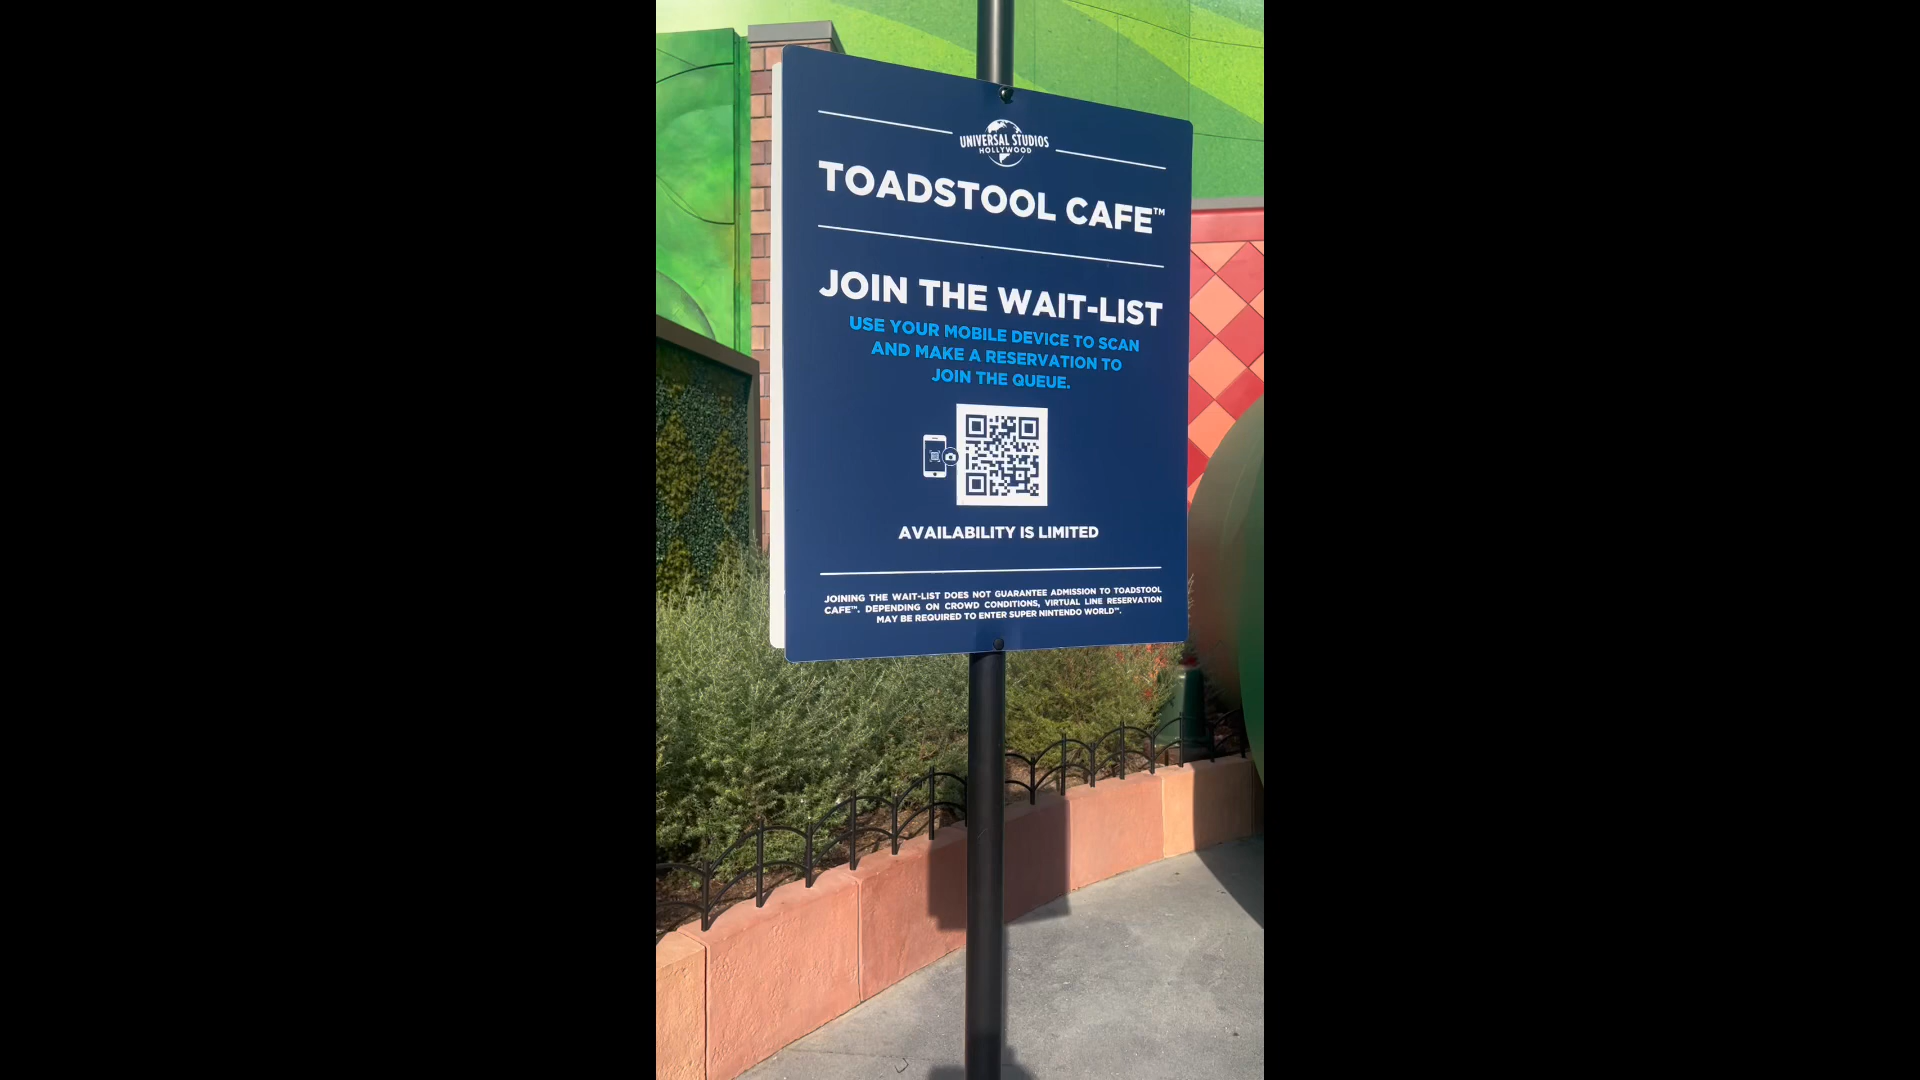 UNIVERSAL STUDIOS
HOLLYWOOD
TOADSTOOL CAFE™
JOIN THE WAIT-LIST
USE YOUR MOBILE DEVICE TO SCAN
AND MAKE A RESERVATION TO
JOIN THE QUEUE.
AVAILABILITY IS LIMITED
JOINING THE WAIT-LIST DOES NOT GUARANTEE ADMISSION TO TOADSTOOL
CAFE™. DEPENDING ON CROWD CONDITIONS, VIRTUAL LINE RESERVATION
MAY BE REQUIRED TO ENTER SUPER NINTENDO WORLD™.